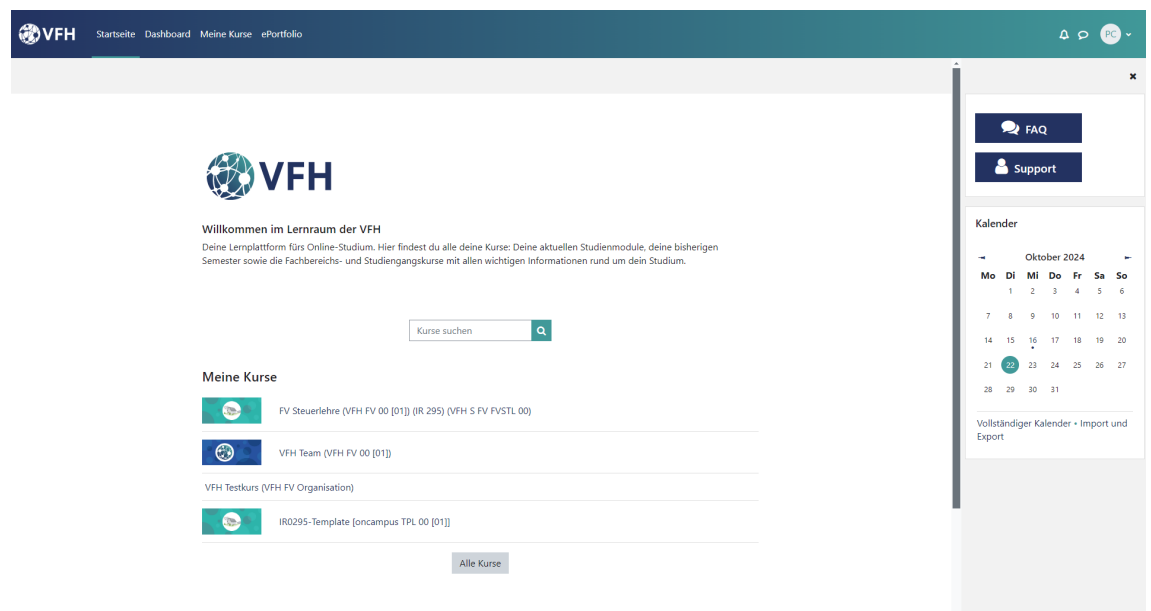 VFH Startseite Dashboard Meine Kurse ePortfolio PC
VFH
Willkommen im Lernraum der VFH
Deine Lernplattform fürs Online-Studium. Hier findest du alle deine Kurse: Deine aktuellen Studienmodule, deine bisherigen
Semester sowie die Fachbereichs- und Studiengangskurse mit allen wichtigen Informationen rund um dein Studium.
Kurse suchen
Meine Kurse
FV Steuerlehre (VFH FV 00 [01]) (IR 295) (VFH S FV FVSTL 00)
VFH Team (VFH FV 00 [01])
VFH Testkurs (VFH FV Organisation)
IR0295-Template [oncampus TPL 00 [01]]
Alle Kurse
FAQ
Support
Kalender
Oktober 2024
Mo Di Mi Do Fr Sa So
1 2 3 4 5 6
7 8 9 10 11 12 13
14 15 16 17 18 19 20
21 22 23 24 25 26 27
28 29 30 31
Vollständiger Kalender • Import und
Export